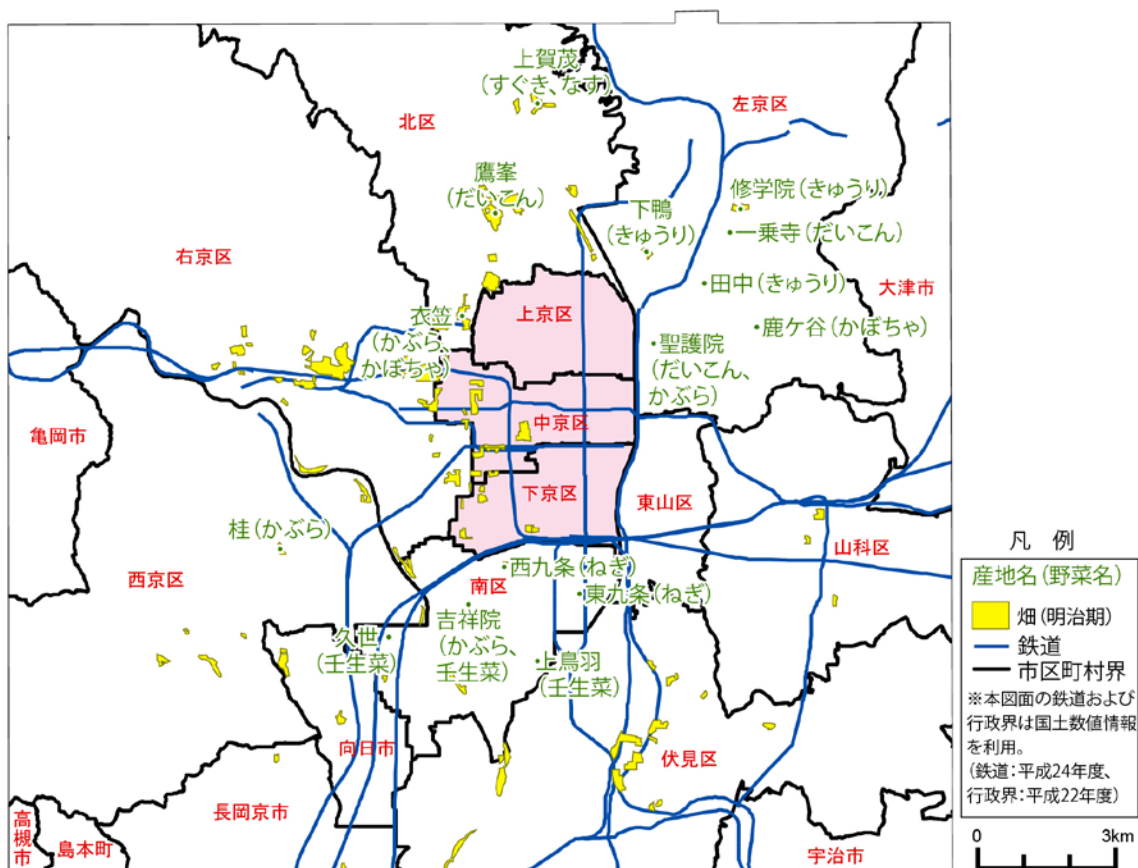 上賀茂
(すぐき、なす)
左京区
北区
鷹峯
(だいこん)
修学院(きゅうり)
下鴨
(きゅうり)
・一乗寺(だいこん)
右京区
・田中(きゅうり)
大津市
上京区
衣笠
(かぶら、
かぼちゃ)
・鹿ケ谷(かぼちゃ)
・聖護院
(だいこん、
かぶら)
亀岡市
中京区
下京区
東山区
桂(かぶら)
山科区
西京区
南区
・西九条(ねぎ)
・東九条(ねぎ)
吉祥院
(かぶら、
壬生菜)
久世
(壬生菜)
・上鳥羽
(壬生菜)
向日市
伏見区
長岡京市
高槻市
島本町
宇治市
凡 例
産地名(野菜名)
畑(明治期)
鉄道
市区町村界
※本図面の鉄道および
行政界は国土数値情報
を利用。
(鉄道:平成24年度、
行政界:平成22年度)
0 3km